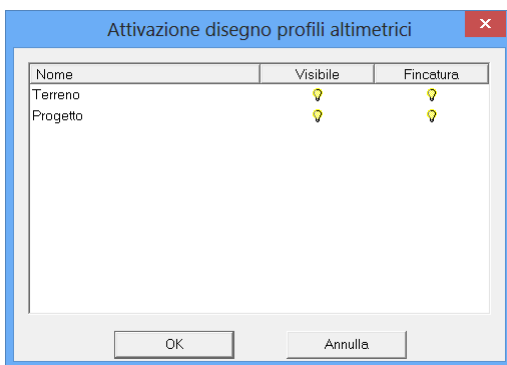 Attivazione disegno profili altimetrici
Nome Visibile Fincatura
Terreno
Progetto
OK Annulla